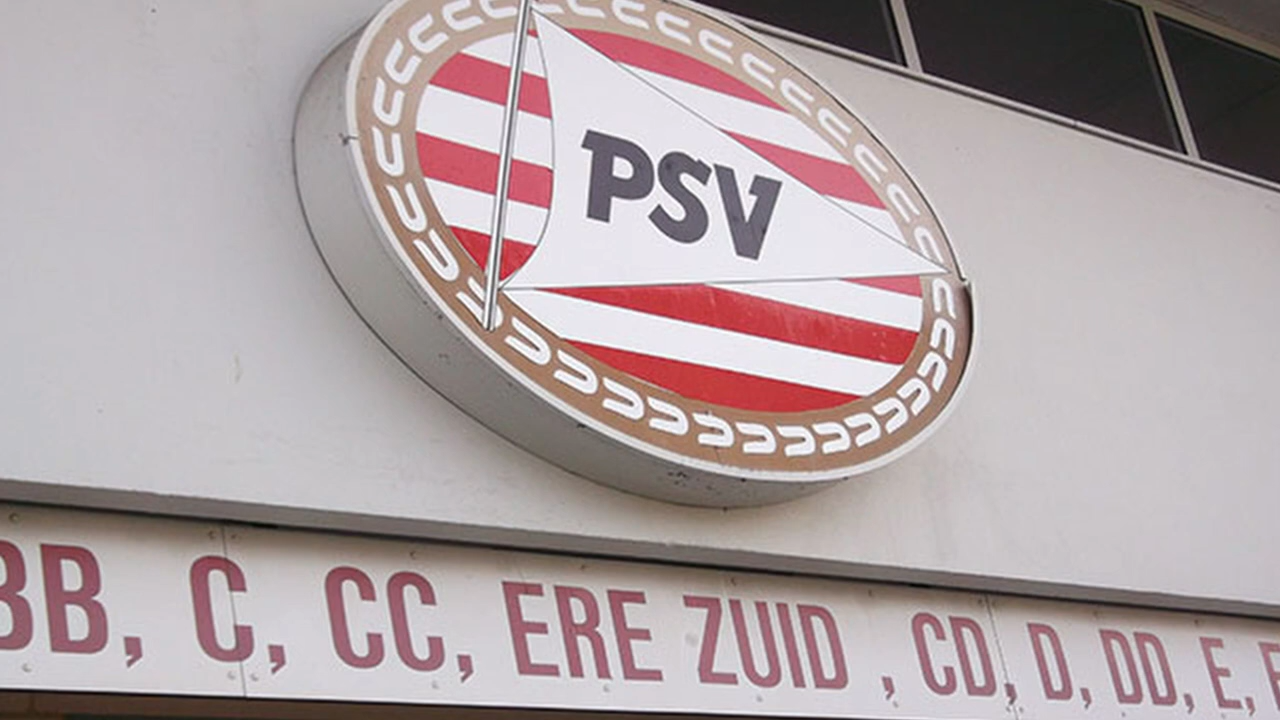 PSV
BB, C, CC, ERE ZUID , CD, D, DD, E,